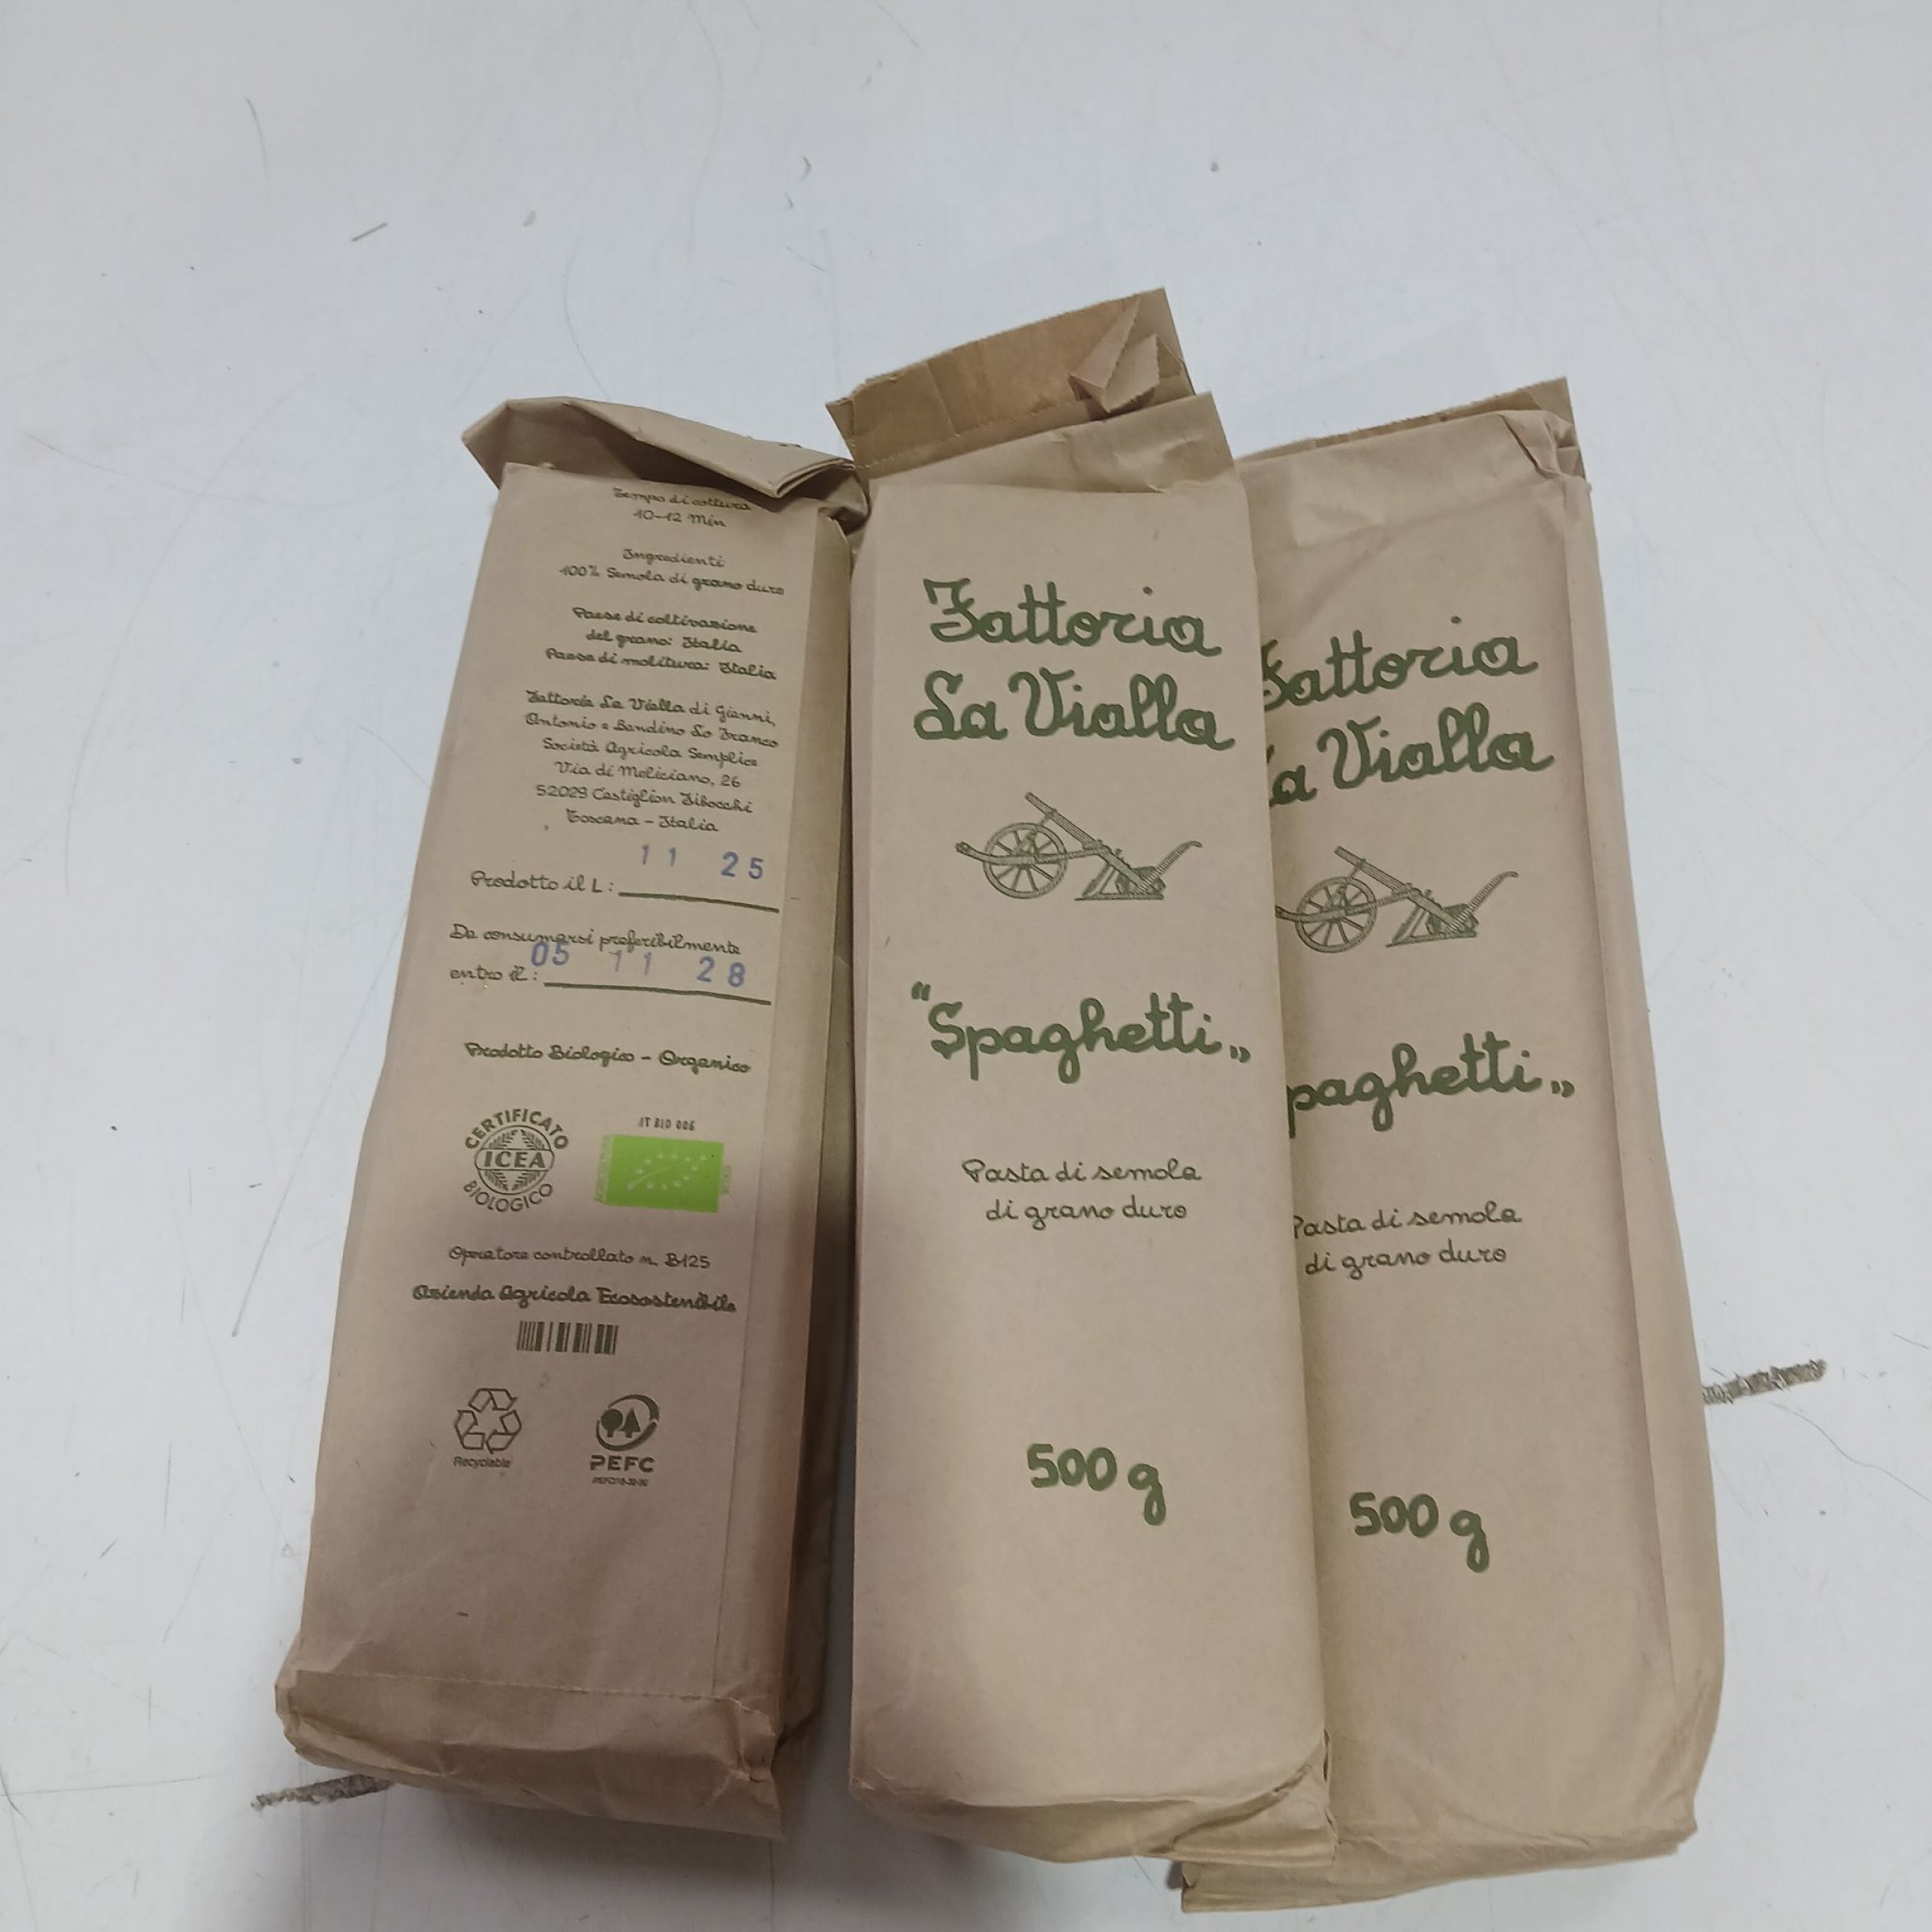 Tempo di cottura
10-12 Min
Ingredienti
100% Semola di grano duro
Paese di coltivazione
del grano: Italia
Paese di molitura: Italia
Fattoria La Vialla di Gianni,
Antonio e Bandino Lo Franco
Società Agricola Semplice
Via di Meliciano, 26
52029 Castiglion Fibocchi
Toscana - Italia
11 25
Prodotto il L:
Da consumarsi preferibilmente
entro il: 05 11 28
Prodotto Biologico - Organico
CERTIFICATO
ICEA
BIOLOGICO
IT BIO 006
Operatore controllato n. B125
Azienda Agricola Ecosostenibile
Recyclable
PEFC
Fattoria
La Vialla
"Spaghetti„
Pasta di semola
di grano duro
500 g
Fattoria
La Vialla
paghetti„
Pasta di semola
di grano duro
500 g